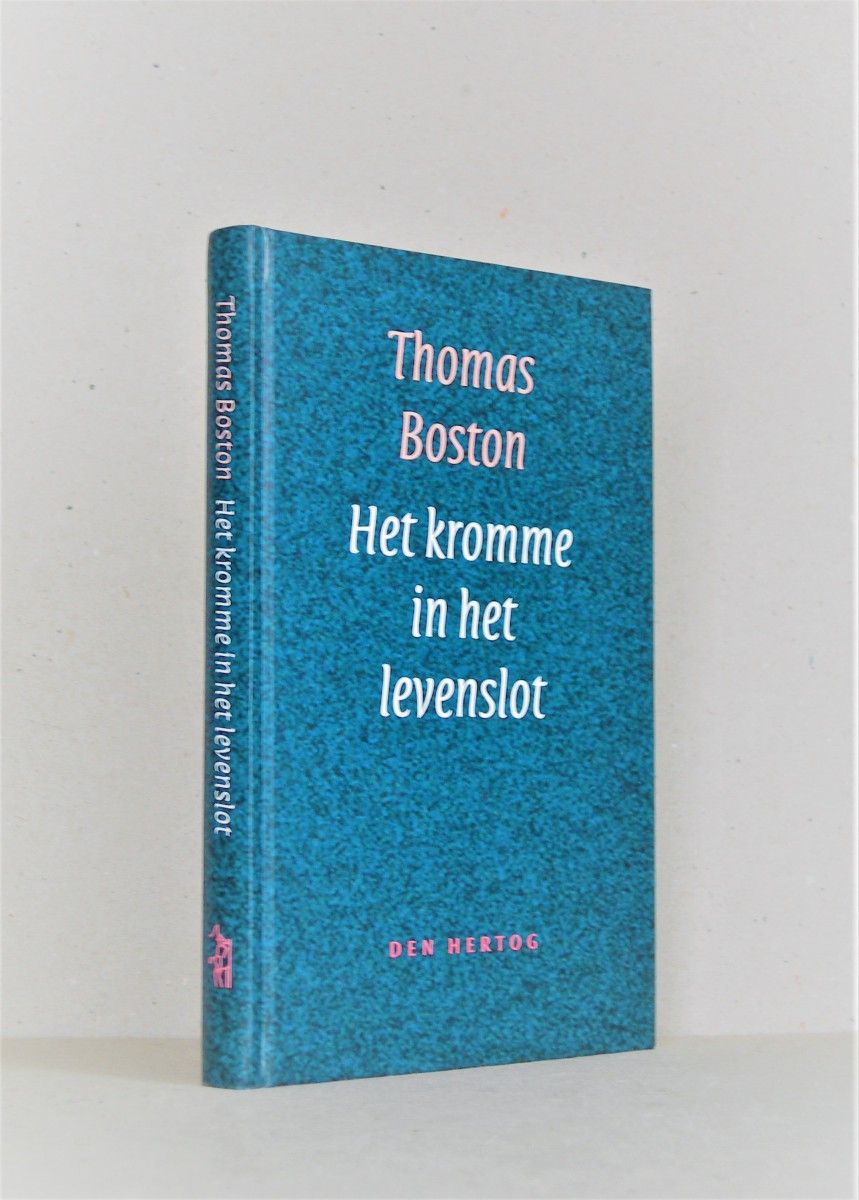 Thomas Boston Het kromme in het levenslot
Thomas
Boston
Het kromme
in het
levenslot
DEN HERTOG